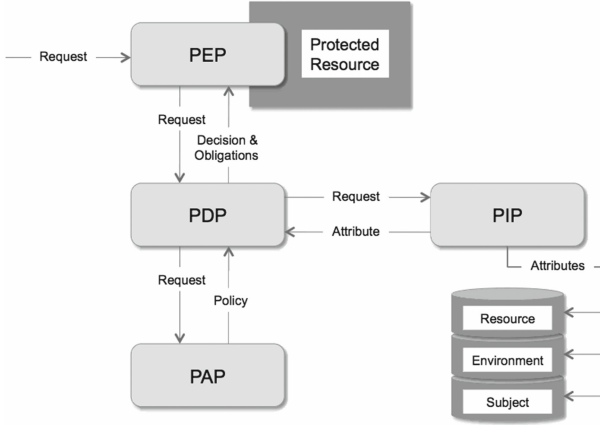 Request
PEP
Protected
Resource
Request
Decision &
Obligations
PDP
Request
Attribute
PIP
Request
Policy
Attributes
PAP
Resource
Environment
Subject